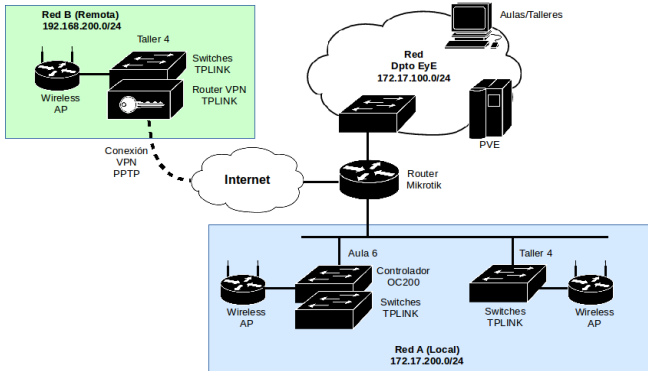 Red B (Remota)
192.168.200.0/24
Taller 4
Switches
TPLINK
Router VPN
TPLINK
Wireless
AP
Conexión
VPN
PPTP
Internet
Aulas/Talleres
Red
Dpto EyE
172.17.100.0/24
PVE
Router
Mikrotik
Aula 6
Controlador
OC200
Switches
TPLINK
Wireless
AP
Taller 4
Switches
TPLINK
Wireless
AP
Red A (Local)
172.17.200.0/24